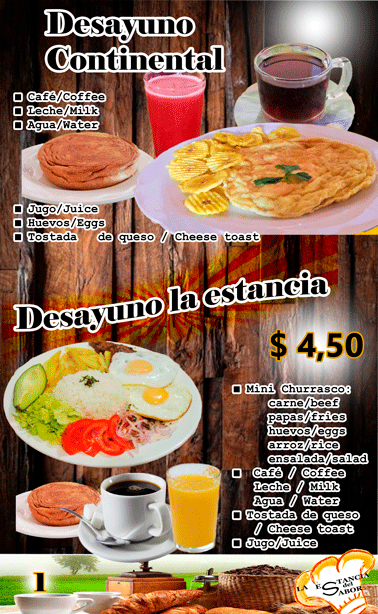 Desayuno
Continental
■ Café/Coffee
■ Leche/Milk
■ Agua/Water
■ Jugo/Juice
■ Huevos/Eggs
■ Tostada de queso / Cheese toast
Desayuno la estancia
$ 4,50
■ Mini Churrasco:
carne/beef
papas/fries
huevos/eggs
arroz/rice
ensalada/salad
■ Café / Coffee
Leche / Milk
Agua / Water
■ Tostada de queso
/ Cheese toast
■ Jugo/Juice
1
LA ESTANCIA
del
SABOR